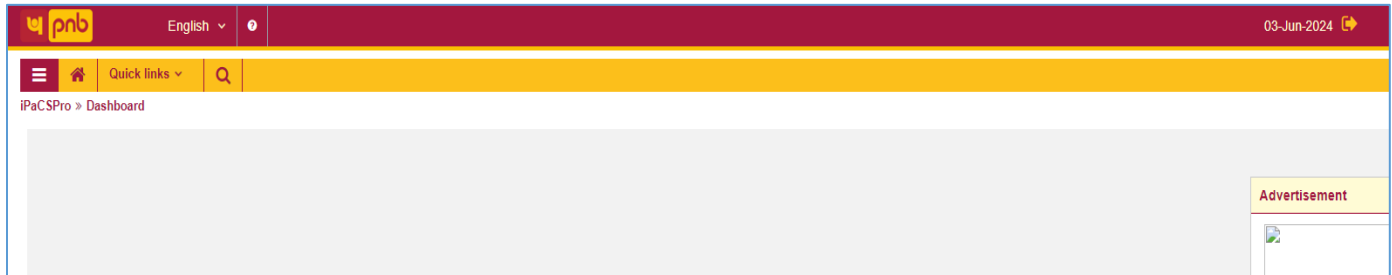 पी pnb English 03-Jun-2024
Quick links
iPaCSPro » Dashboard
Advertisement